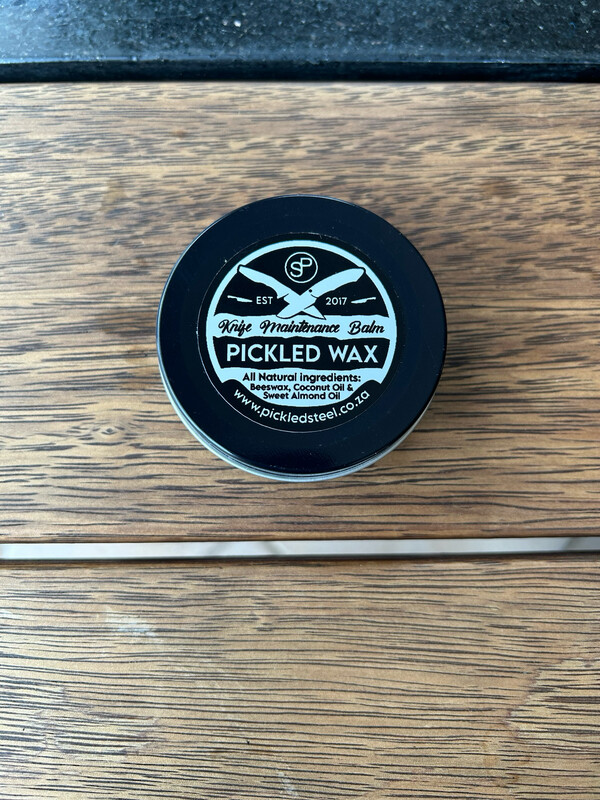 SP
EST 2017
Knife Maintenance Balm
PICKLED WAX
All Natural ingredients:
Beeswax, Coconut Oil &
Sweet Almond Oil
www.pickledsteel.co.za